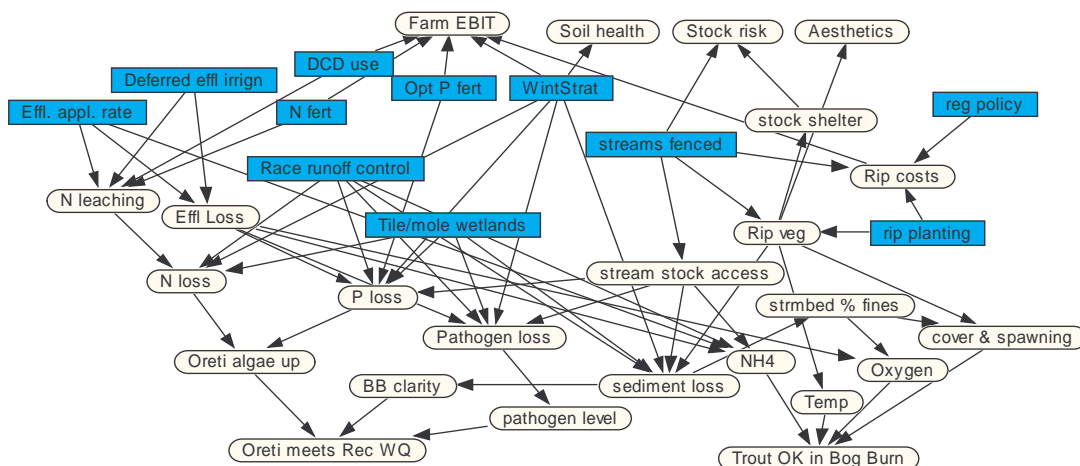 Farm EBIT
Soil health
Stock risk
Aesthetics
DCD use
Deferred effl irrign
Opt P fert
WintStrat
Effl. appl. rate
N fert
reg policy
stock shelter
streams fenced
Race runoff control
Rip costs
N leaching
Effl Loss
Tile/mole wetlands
Rip veg
rip planting
N loss
stream stock access
P loss
strmbed % fines
Pathogen loss
cover & spawning
Oreti algae up
NH4
Oxygen
BB clarity
sediment loss
Temp
pathogen level
Oreti meets Rec WQ
Trout OK in Bog Burn